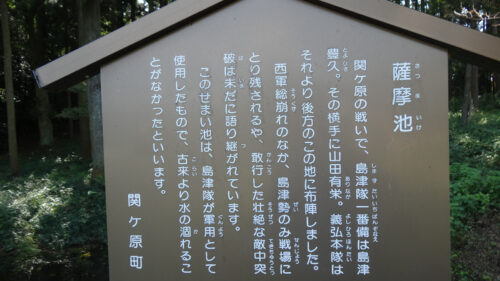 薩摩池
さつまいけ
関ケ原の戦いで、島津隊一番備は島津
豊久。その横手に山田有栄。義弘本隊は
それより後方のこの地に布陣しました。
西軍総崩れのなか、島津勢のみ戦場に
とり残されるや、敢行した壮絶な敵中突
破は未だに語り継がれています。
このせまい池は、島津隊が軍用として
使用したもので、古来より水の涸れるこ
とがなかったといいます。
関ケ原町